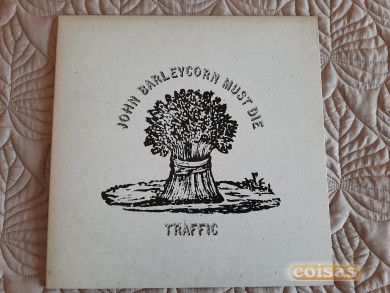 JOHN BARLEYCORN MUST DIE
TRAFFIC
coisas